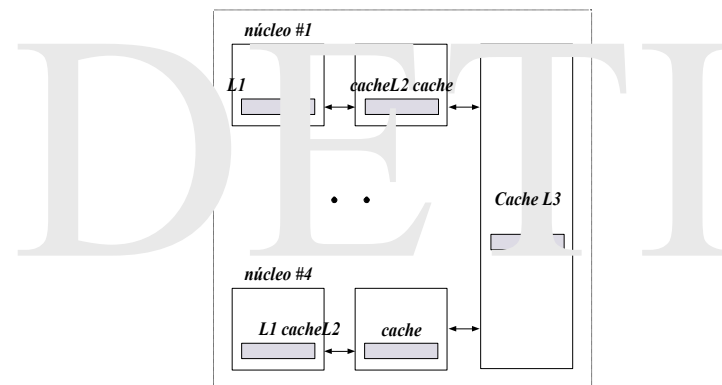 núcleo #1
L1 cacheL2 cache
Cache L3
núcleo #4
L1 cacheL2 cache
DETI